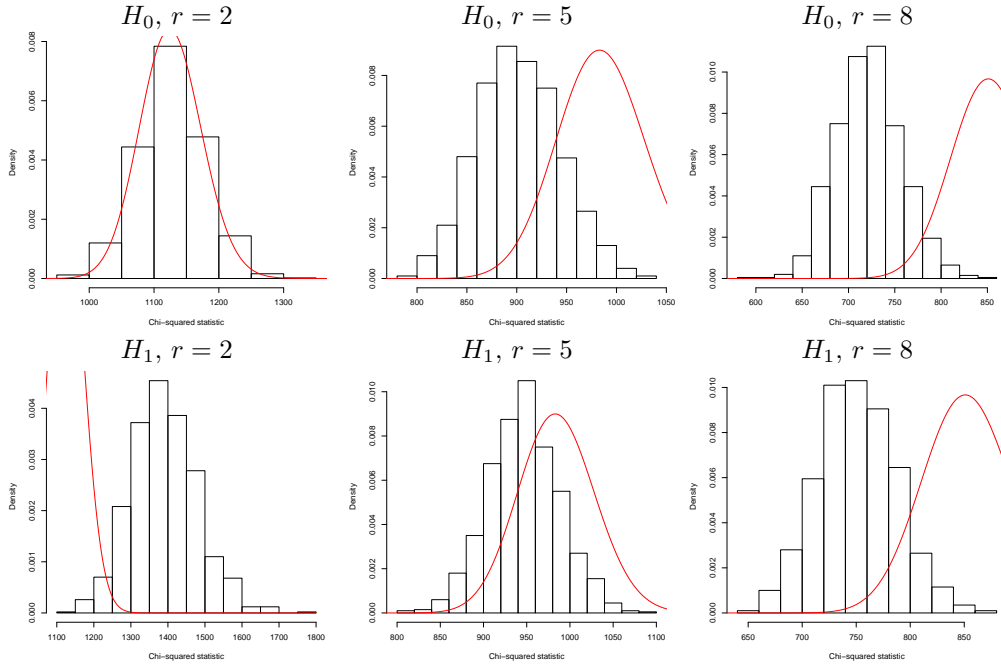 H₀, r = 2
Density
0.000 0.002 0.004 0.006 0.008
1000 1100 1200 1300
Chi−squared statistic
H₀, r = 5
Density
0.000 0.002 0.004 0.006 0.008
800 850 900 950 1000 1050
Chi−squared statistic
H₀, r = 8
Density
0.000 0.002 0.004 0.006 0.008 0.010
600 650 700 750 800 850
Chi−squared statistic
H₁, r = 2
Density
0.000 0.001 0.002 0.003 0.004
1100 1200 1300 1400 1500 1600 1700 1800
Chi−squared statistic
H₁, r = 5
Density
0.000 0.002 0.004 0.006 0.008 0.010
800 850 900 950 1000 1050 1100
Chi−squared statistic
H₁, r = 8
Density
0.000 0.002 0.004 0.006 0.008 0.010
650 700 750 800 850
Chi−squared statistic